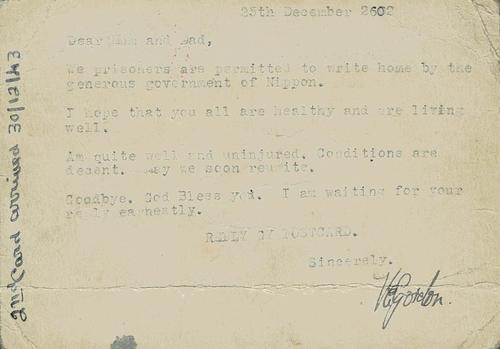 25th December 2602
Dear Mum and Dad,
We prisoners are permitted to write home by the
generous government of Nippon.
I hope that you all are healthy and are living
well.
Am quite well and uninjured. Conditions are
decent. May we soon reunite.
Goodbye. God Bless you. I am waiting for your
reply earnestly.
REPLY BY POSTCARD.
Sincerely.
Gordon.
2nd Card arrived 30/12/43